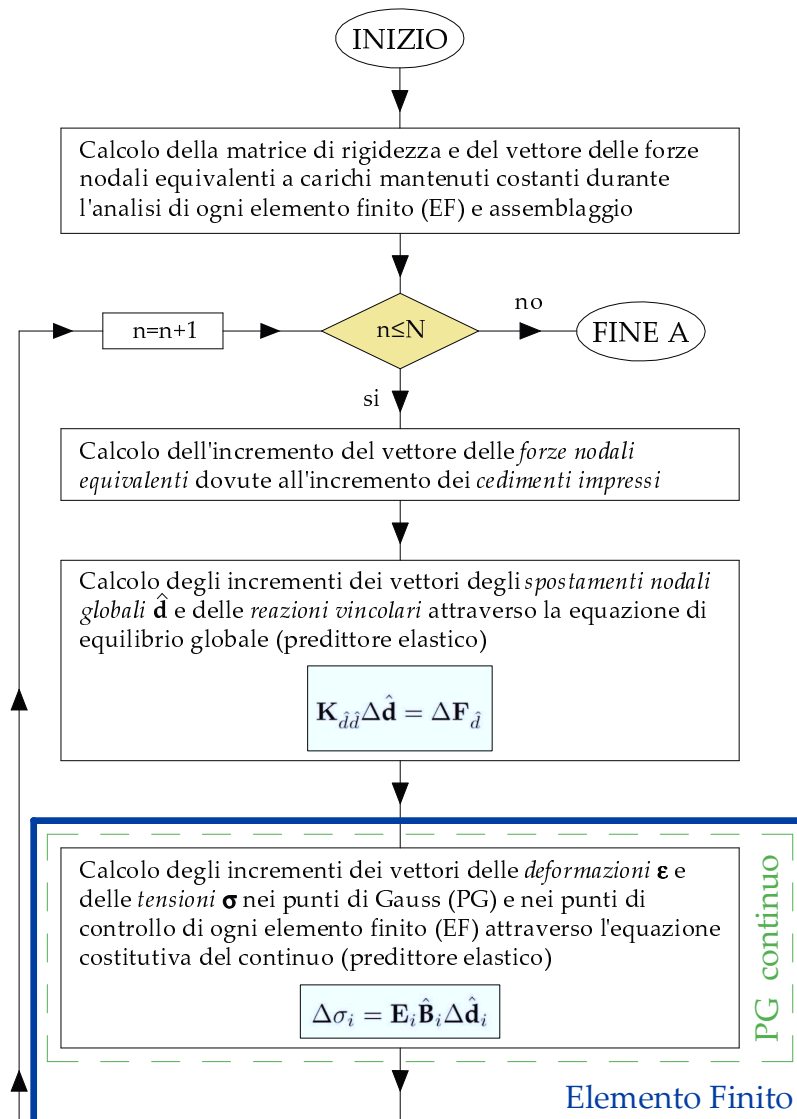 INIZIO
Calcolo della matrice di rigidezza e del vettore delle forze
nodali equivalenti a carichi mantenuti costanti durante
l'analisi di ogni elemento finito (EF) e assemblaggio
n=n+1
n≤N
no
FINE A
si
Calcolo dell'incremento del vettore delle forze nodali
equivalenti dovute all'incremento dei cedimenti impressi
Calcolo degli incrementi dei vettori degli spostamenti nodali
globali d̂ e delle reazioni vincolari attraverso la equazione di
equilibrio globale (predittore elastico)
K_{d̂d̂}Δd̂ = ΔF_{d̂}
Calcolo degli incrementi dei vettori delle deformazioni ε e
delle tensioni σ nei punti di Gauss (PG) e nei punti di
controllo di ogni elemento finito (EF) attraverso l'equazione
costitutiva del continuo (predittore elastico)
Δσ_i = E_i B̂_i Δd̂_i
PG continuo
Elemento Finito